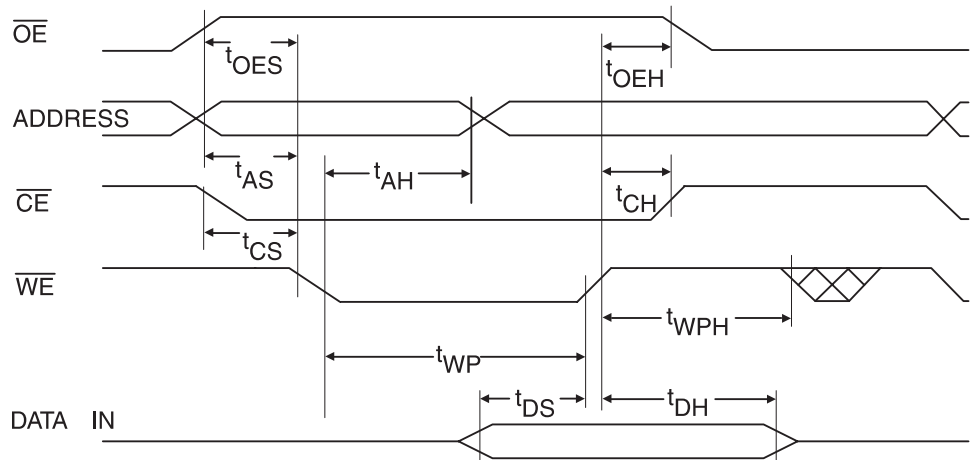 OE
tOES
tOEH
ADDRESS
tAS
tAH
tCH
CE
tCS
WE
tWPH
tWP
tDS
tDH
DATA IN